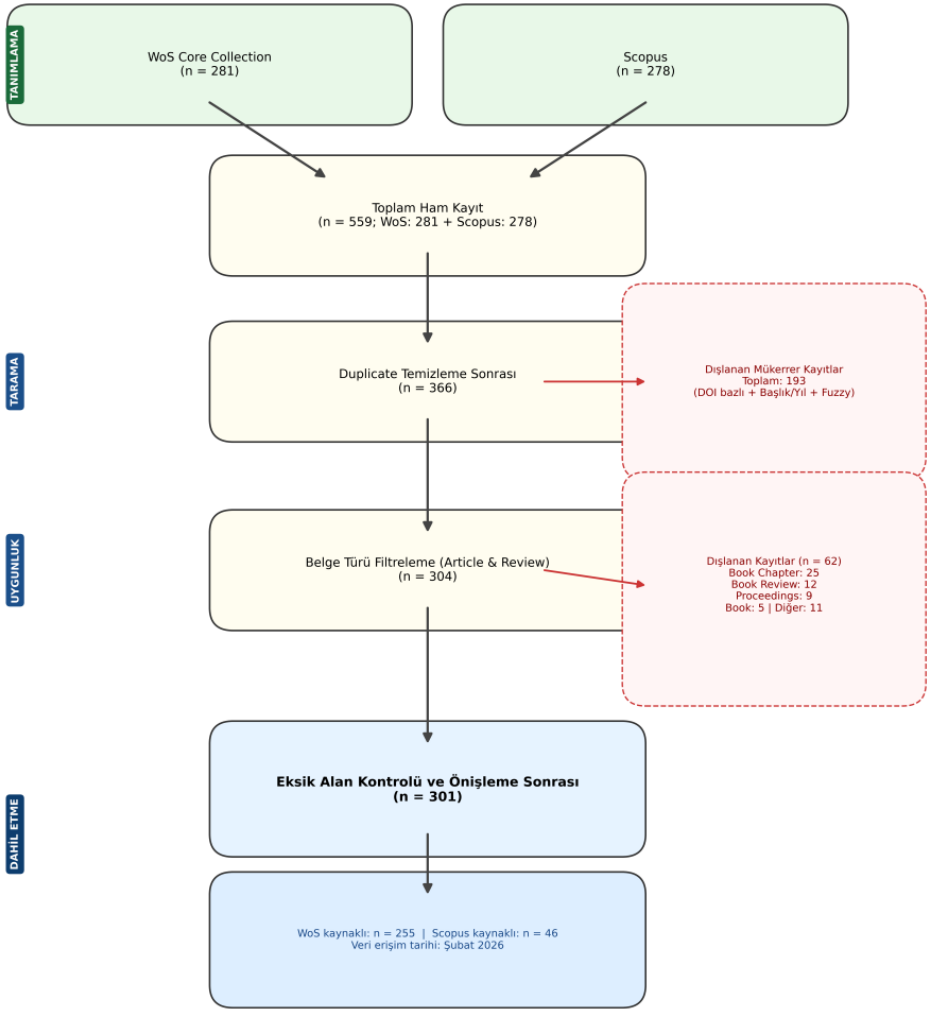 TANIMLAMA
WoS Core Collection
(n = 281)
Scopus
(n = 278)
Toplam Ham Kayıt
(n = 559; WoS: 281 + Scopus: 278)
TARAMA
Duplicate Temizleme Sonrası
(n = 366)
Dışlanan Mükerrer Kayıtlar
Toplam: 193
(DOI bazlı + Başlık/Yıl + Fuzzy)
UYGUNLUK
Belge Türü Filtreleme (Article & Review)
(n = 304)
Dışlanan Kayıtlar (n = 62)
Book Chapter: 25
Book Review: 12
Proceedings: 9
Book: 5 | Diğer: 11
DAHİL ETME
Eksik Alan Kontrolü ve Önişleme Sonrası
(n = 301)
WoS kaynaklı: n = 255 | Scopus kaynaklı: n = 46
Veri erişim tarihi: Şubat 2026